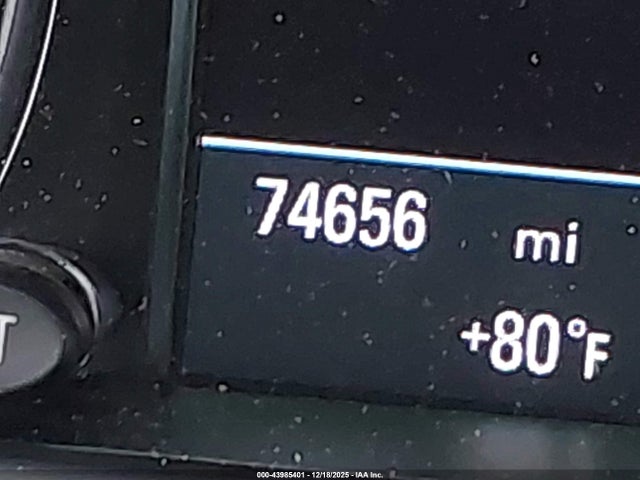 74656 mi
+80°F
T
000-43985401 - 12/18/2025 - IAA Inc.